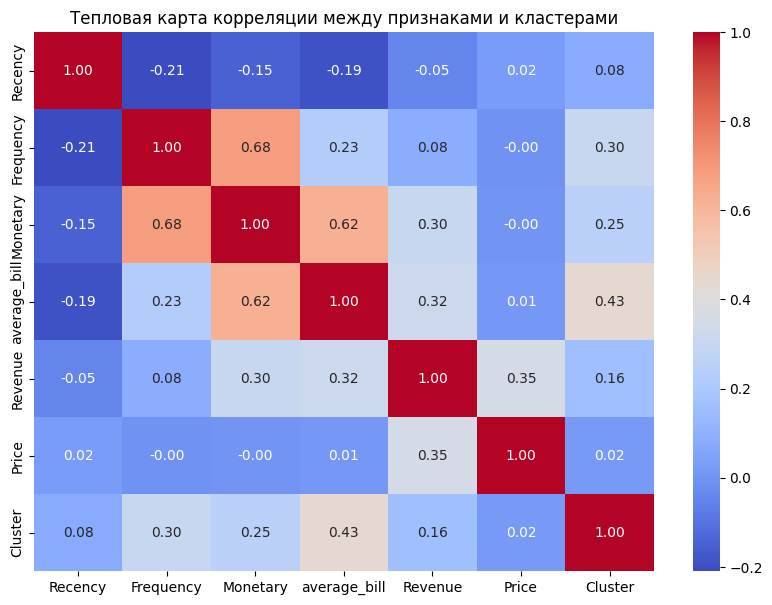 Тепловая карта корреляции между признаками и кластерами
Recency 1.00 -0.21 -0.15 -0.19 -0.05 0.02 0.08
Frequency -0.21 1.00 0.68 0.23 0.08 -0.00 0.30
Monetary -0.15 0.68 1.00 0.62 0.30 -0.00 0.25
average_bill -0.19 0.23 0.62 1.00 0.32 0.01 0.43
Revenue -0.05 0.08 0.30 0.32 1.00 0.35 0.16
Price 0.02 -0.00 -0.00 0.01 0.35 1.00 0.02
Cluster 0.08 0.30 0.25 0.43 0.16 0.02 1.00
Recency Frequency Monetary average_bill Revenue Price Cluster
1.0
0.8
0.6
0.4
0.2
0.0
-0.2